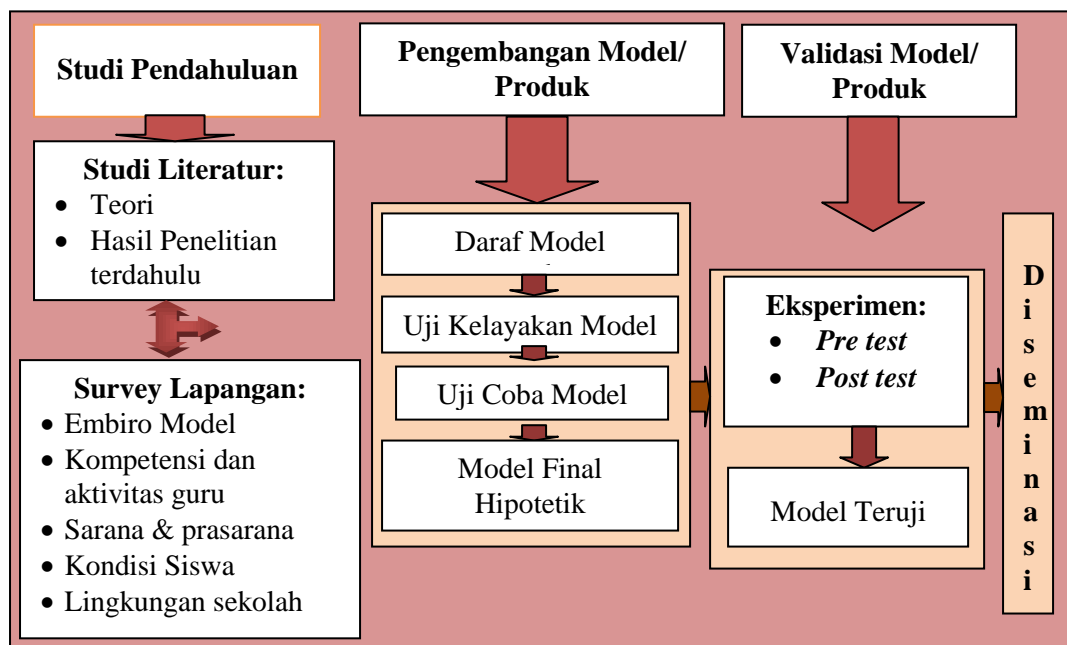 Studi Pendahuluan
Studi Literatur:
• Teori
• Hasil Penelitian
terdahulu
Survey Lapangan:
• Embiro Model
• Kompetensi dan
aktivitas guru
• Sarana & prasarana
• Kondisi Siswa
• Lingkungan sekolah
Pengembangan Model/
Produk
Daraf Model
Uji Kelayakan Model
Uji Coba Model
Model Final
Hipotetik
Validasi Model/
Produk
Eksperimen:
• Pre test
• Post test
Model Teruji
Diseminasi